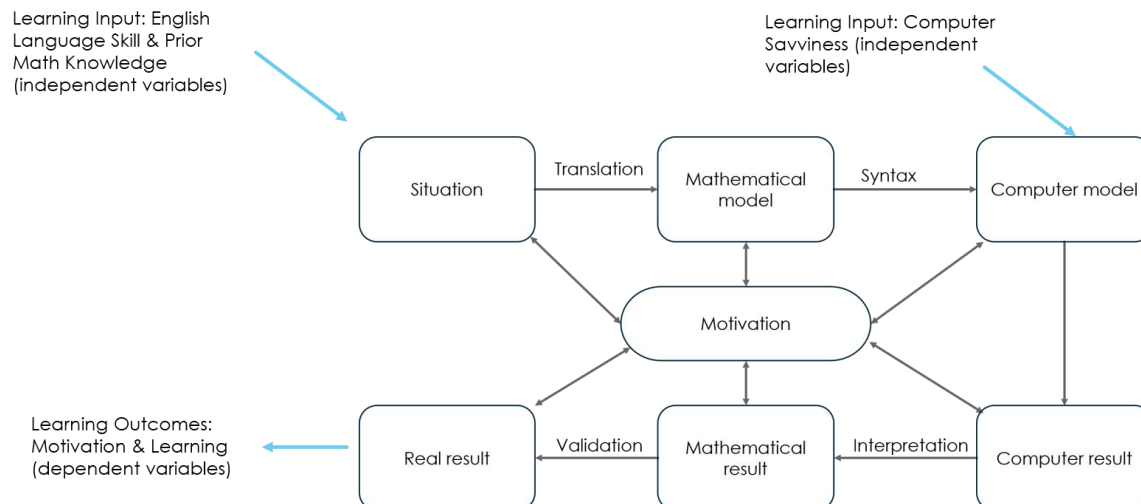 Learning Input: English
Language Skill & Prior
Math Knowledge
(independent variables)
Learning Input: Computer
Savviness (independent
variables)
Situation
Translation
Mathematical
model
Syntax
Computer model
Motivation
Learning Outcomes:
Motivation & Learning
(dependent variables)
Real result
Validation
Mathematical
result
Interpretation
Computer result